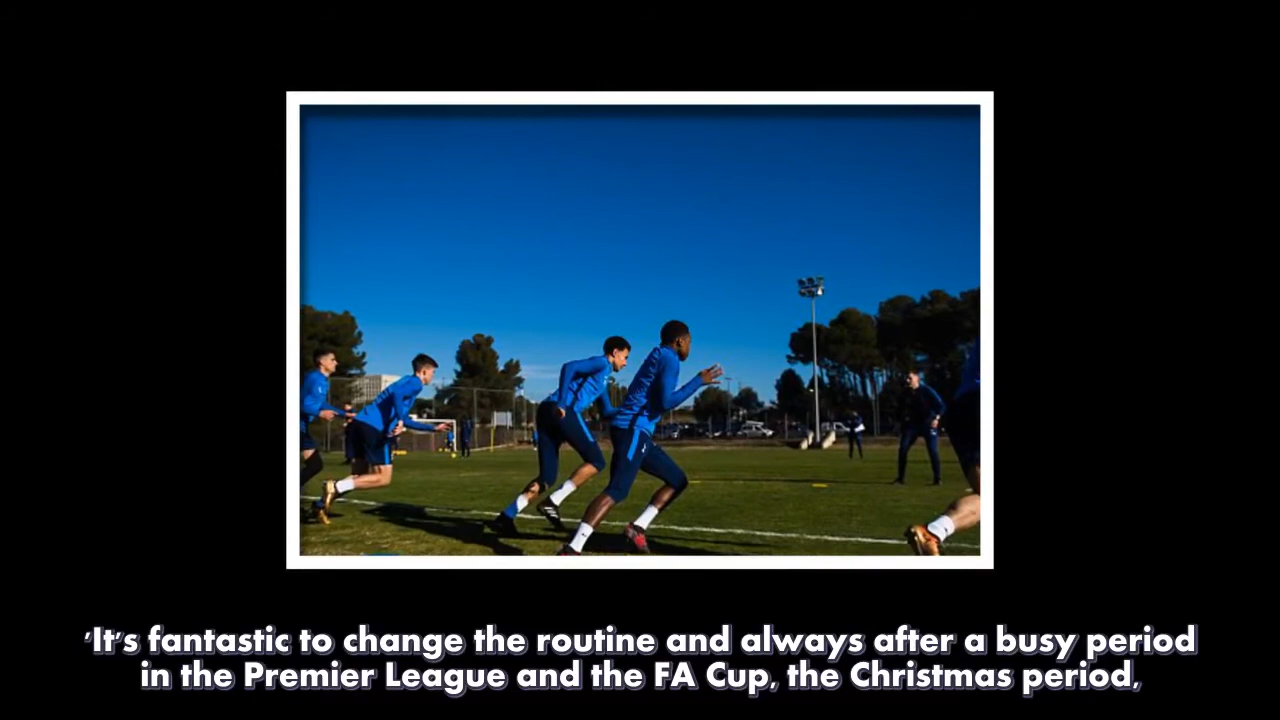 'It's fantastic to change the routine and always after a busy period
in the Premier League and the FA Cup, the Christmas period,